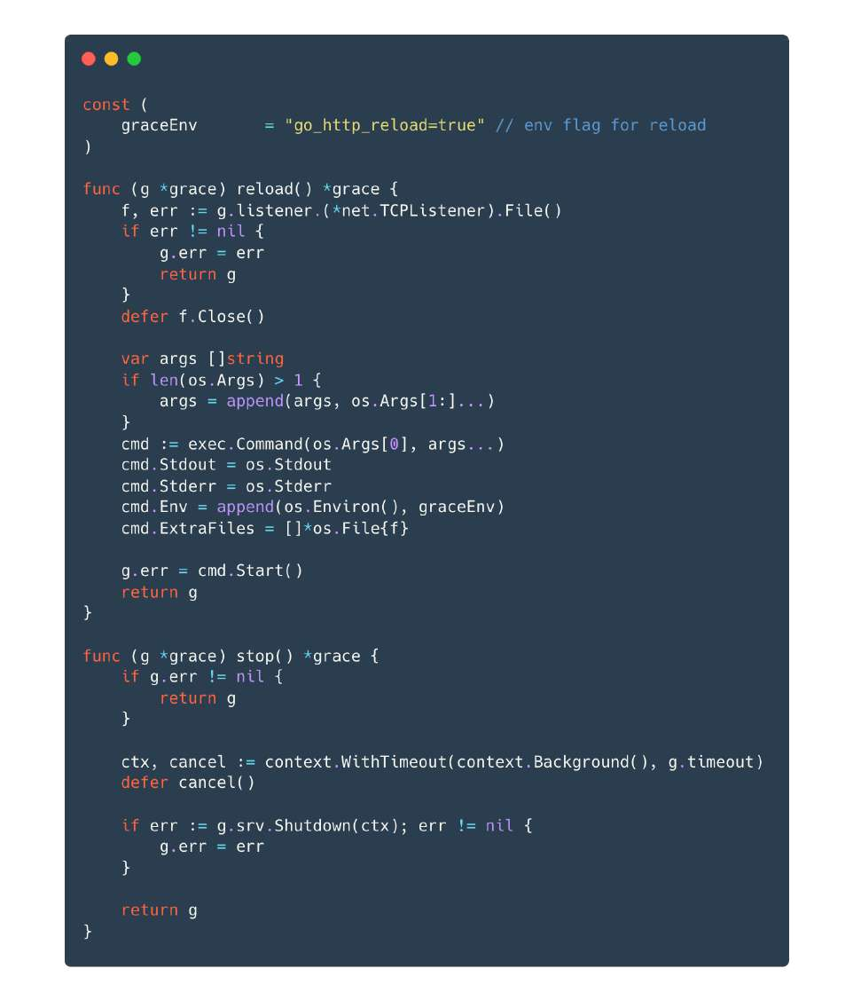 const (
    graceEnv       = "go_http_reload=true" // env flag for reload
)

func (g *grace) reload() *grace {
    f, err := g.listener.(*net.TCPListener).File()
    if err != nil {
        g.err = err
        return g
    }
    defer f.Close()

    var args []string
    if len(os.Args) > 1 {
        args = append(args, os.Args[1:]...)
    }
    cmd := exec.Command(os.Args[0], args...)
    cmd.Stdout = os.Stdout
    cmd.Stderr = os.Stderr
    cmd.Env = append(os.Environ(), graceEnv)
    cmd.ExtraFiles = []*os.File{f}

    g.err = cmd.Start()
    return g
}

func (g *grace) stop() *grace {
    if g.err != nil {
        return g
    }

    ctx, cancel := context.WithTimeout(context.Background(), g.timeout)
    defer cancel()

    if err := g.srv.Shutdown(ctx); err != nil {
        g.err = err
    }

    return g
}